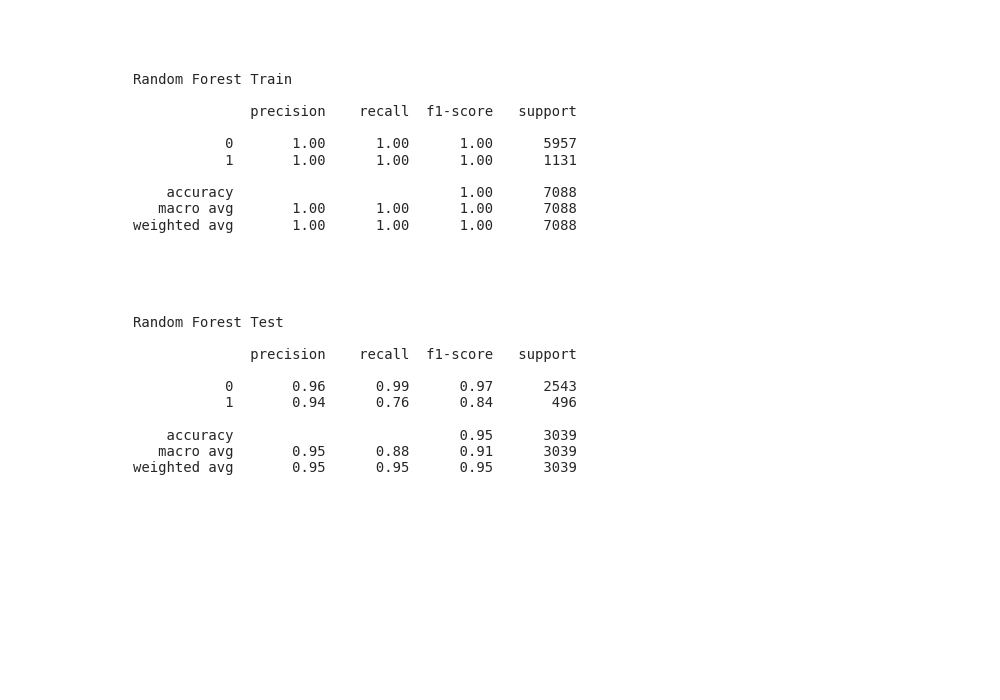 Random Forest Train
precision recall f1-score support
0 1.00 1.00 1.00 5957
1 1.00 1.00 1.00 1131
accuracy 1.00 7088
macro avg 1.00 1.00 1.00 7088
weighted avg 1.00 1.00 1.00 7088
Random Forest Test
precision recall f1-score support
0 0.96 0.99 0.97 2543
1 0.94 0.76 0.84 496
accuracy 0.95 3039
macro avg 0.95 0.88 0.91 3039
weighted avg 0.95 0.95 0.95 3039